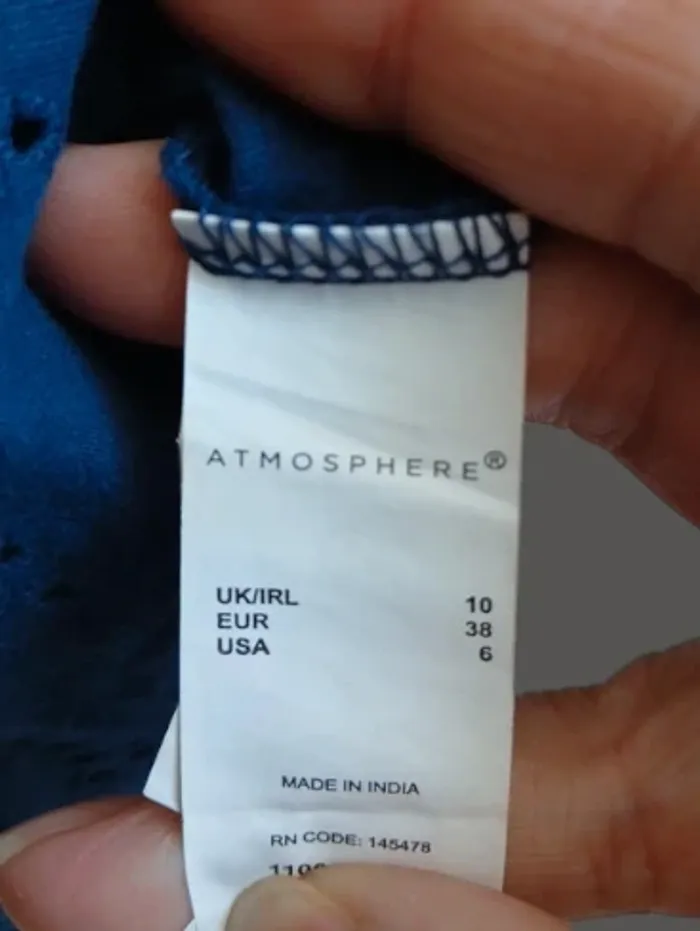 ATMOSPHERE®
UK/IRL 10
EUR 38
USA 6
MADE IN INDIA
RN CODE: 145478